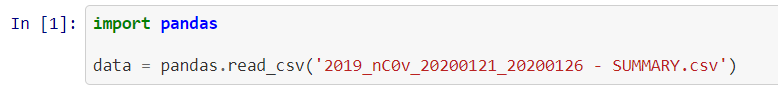 In [1]: import pandas
data = pandas.read_csv('2019_nC0v_20200121_20200126 - SUMMARY.csv')